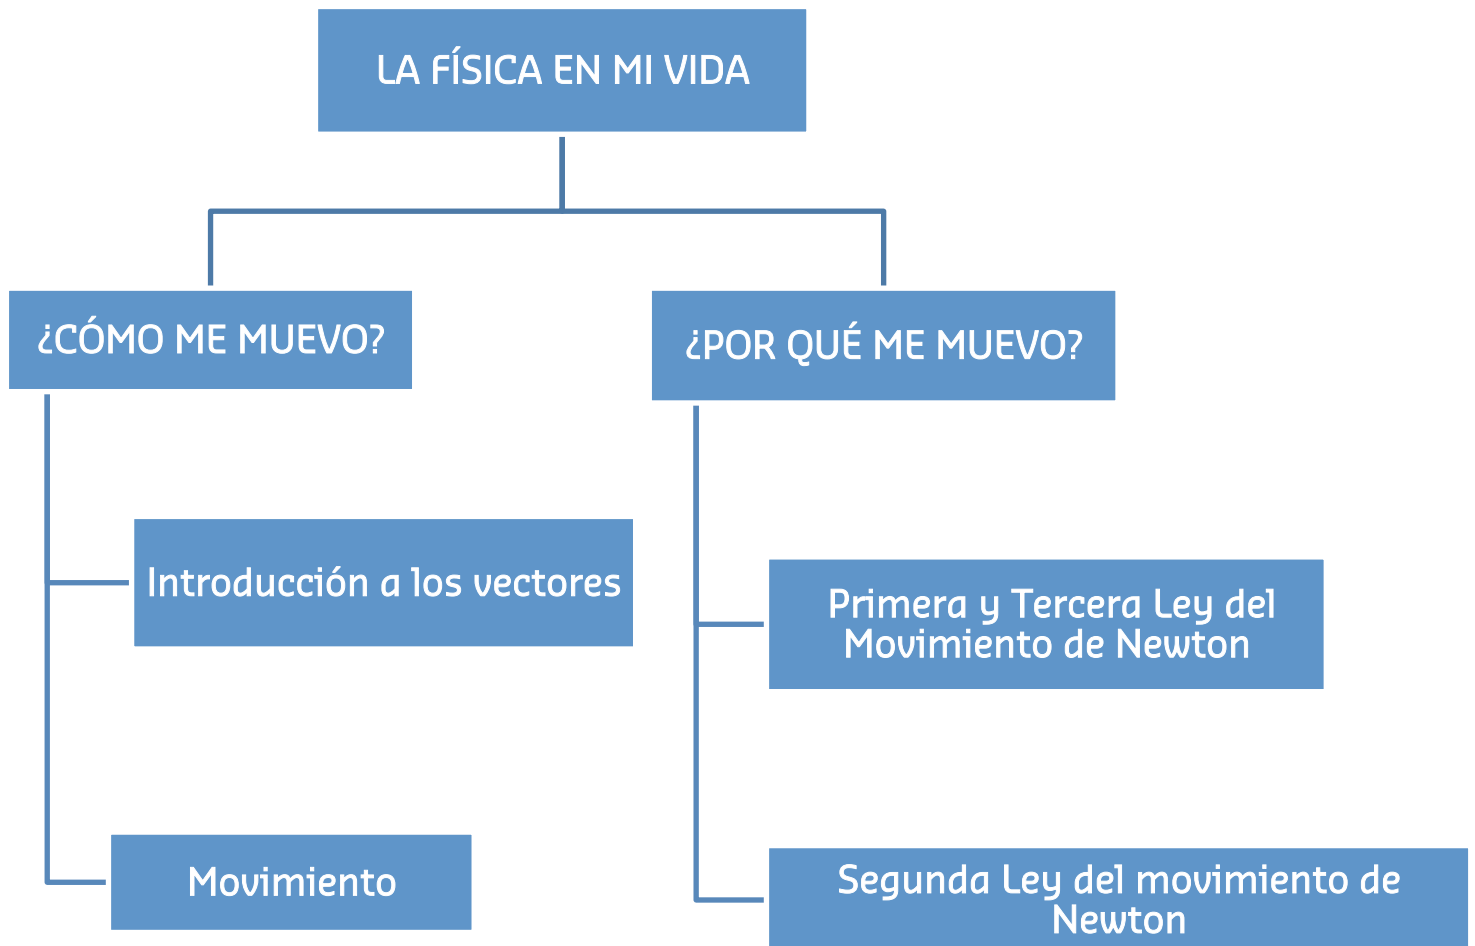 LA FÍSICA EN MI VIDA
¿CÓMO ME MUEVO?
¿POR QUÉ ME MUEVO?
Introducción a los vectores
Primera y Tercera Ley del
Movimiento de Newton
Movimiento
Segunda Ley del movimiento de
Newton